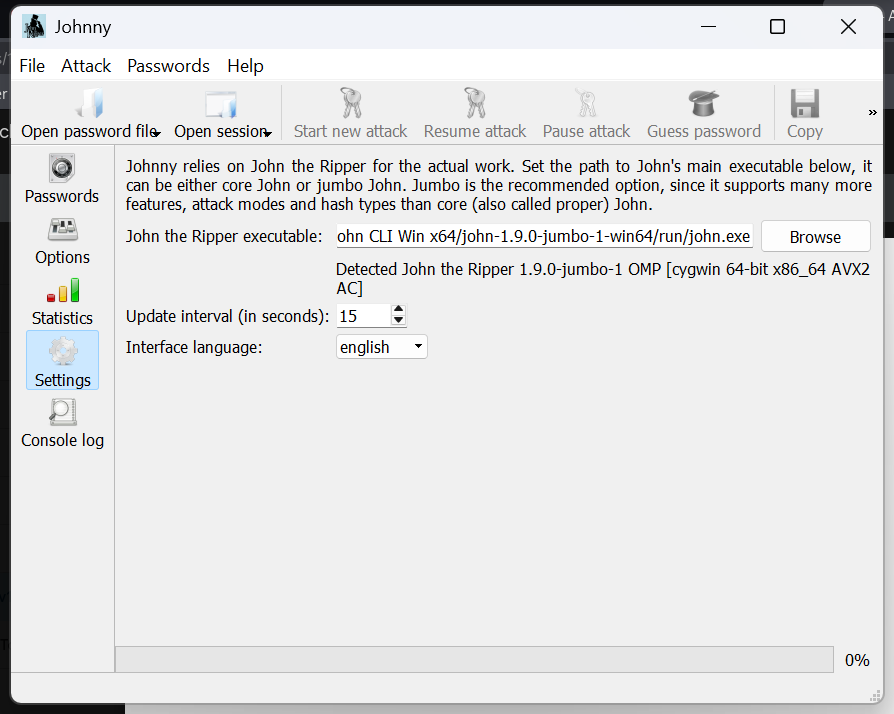 Johnny
File Attack Passwords Help
Open password file Open session Start new attack Resume attack Pause attack Guess password Copy »
Passwords
Options
Statistics
Settings
Console log
Johnny relies on John the Ripper for the actual work. Set the path to John's main executable below, it
can be either core John or jumbo John. Jumbo is the recommended option, since it supports many more
features, attack modes and hash types than core (also called proper) John.
John the Ripper executable: ohn CLI Win x64/john-1.9.0-jumbo-1-win64/run/john.exe Browse
Detected John the Ripper 1.9.0-jumbo-1 OMP [cygwin 64-bit x86_64 AVX2
AC]
Update interval (in seconds): 15
Interface language: english
0%